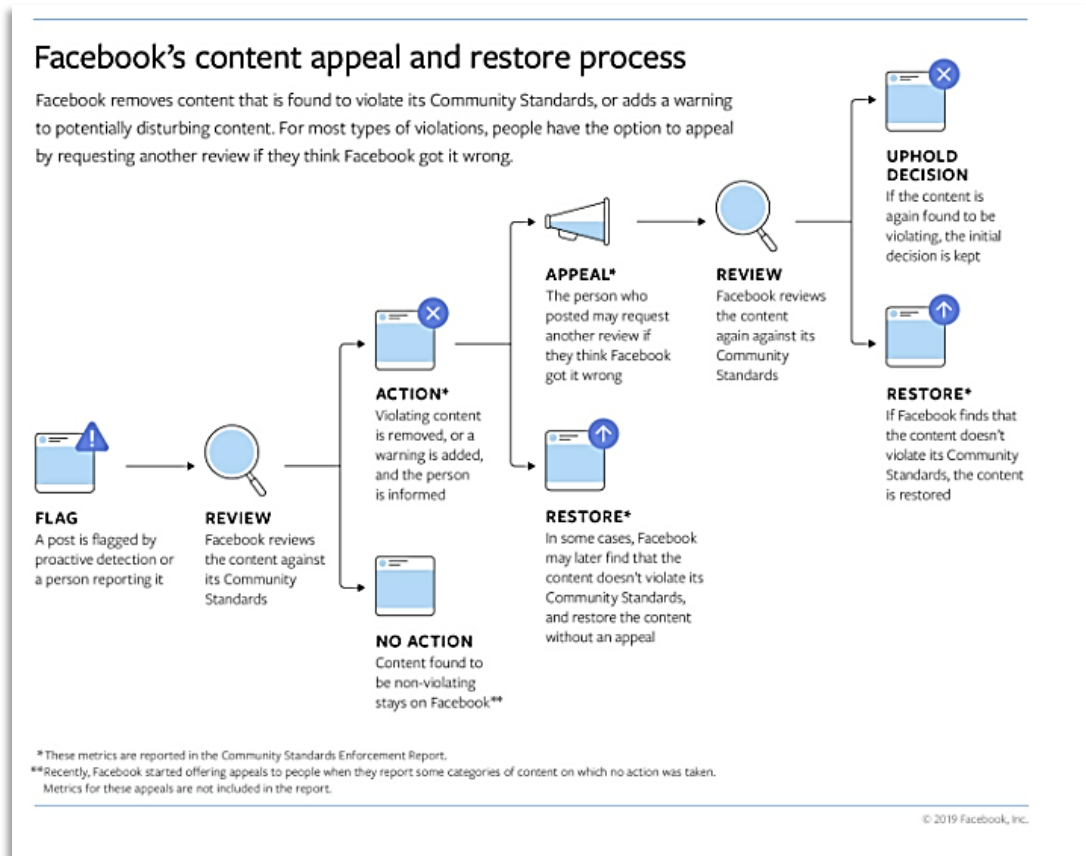 Facebook's content appeal and restore process
Facebook removes content that is found to violate its Community Standards, or adds a warning
to potentially disturbing content. For most types of violations, people have the option to appeal
by requesting another review if they think Facebook got it wrong.
FLAG
A post is flagged by
proactive detection or
a person reporting it
REVIEW
Facebook reviews
the content against
its Community
Standards
ACTION*
Violating content
is removed, or a
warning is added,
and the person
is informed
NO ACTION
Content found to
be non-violating
stays on Facebook**
APPEAL*
The person who
posted may request
another review if
they think Facebook
got it wrong
RESTORE*
In some cases, Facebook
may later find that the
content doesn't violate its
Community Standards,
and restore the content
without an appeal
REVIEW
Facebook reviews
the content
again against its
Community
Standards
UPHOLD
DECISION
If the content is
again found to be
violating, the initial
decision is kept
RESTORE*
If Facebook finds that
the content doesn't
violate its Community
Standards, the content
is restored
*These metrics are reported in the Community Standards Enforcement Report.
**Recently, Facebook started offering appeals to people when they report some categories of content on which no action was taken.
Metrics for these appeals are not included in the report.
© 2019 Facebook, Inc.